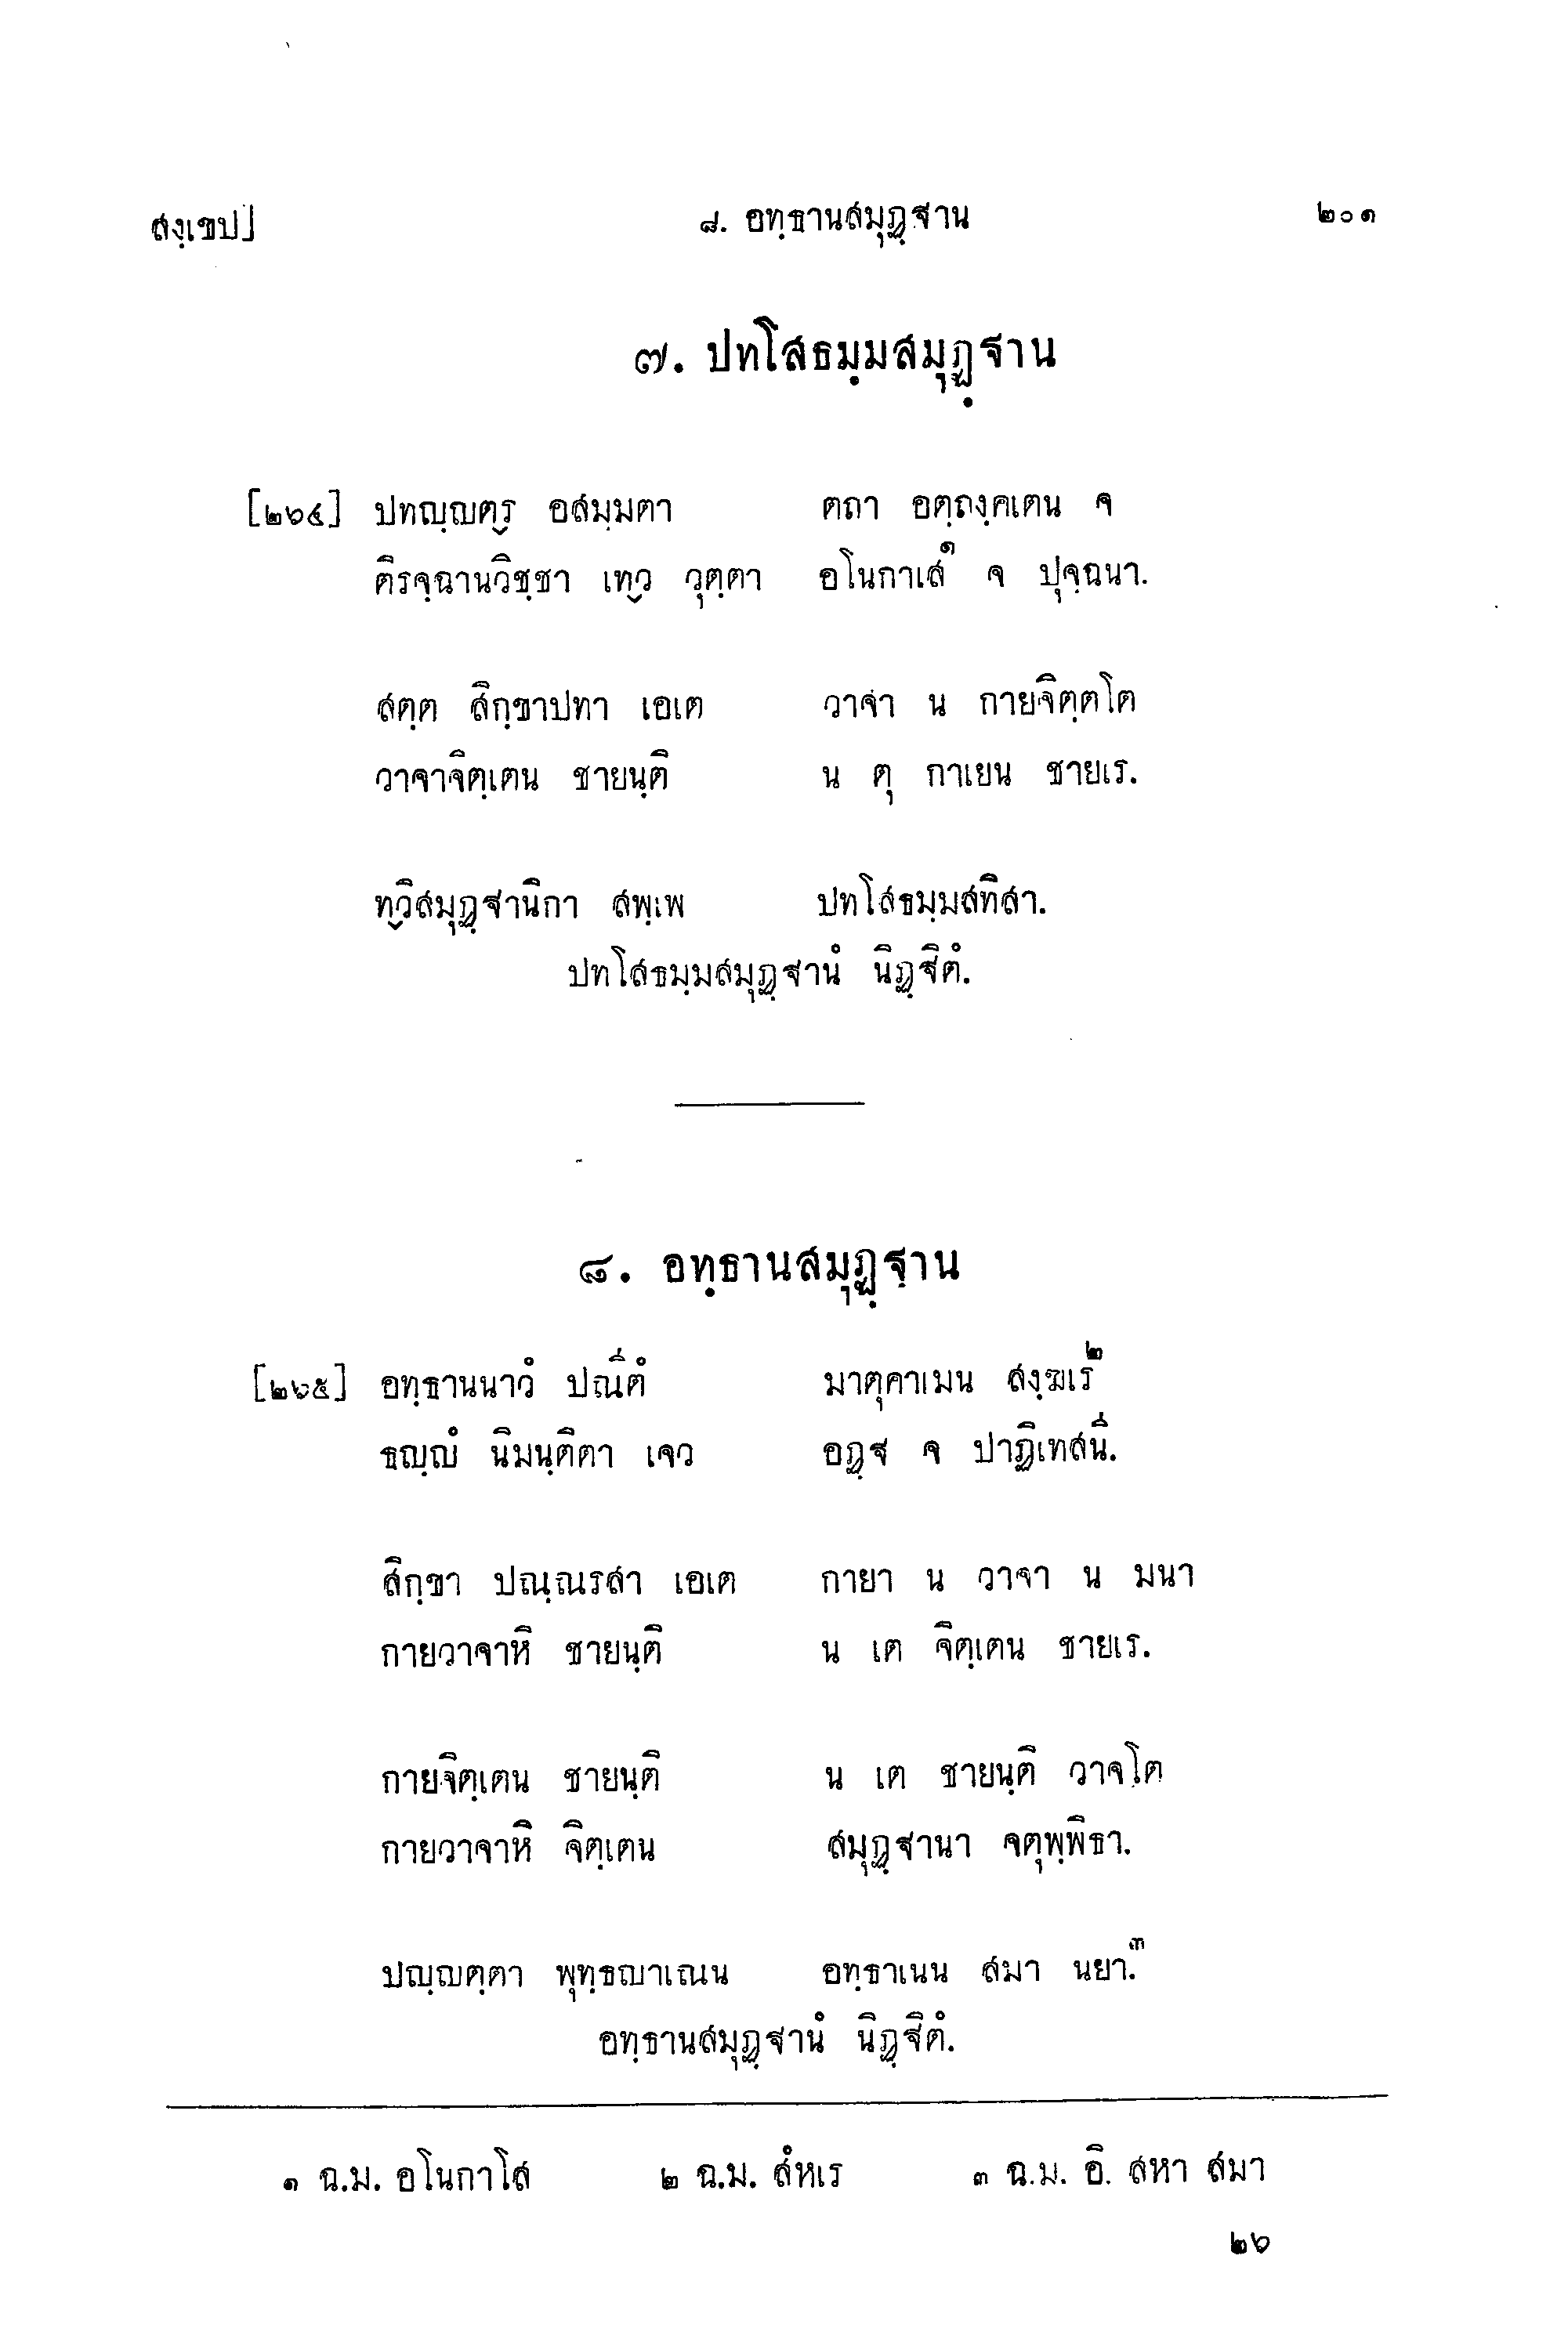 สงฺเขป]	๘. อทฺธานสมุฏฺฐาน	๒๐๑
๗. ปทโสธมฺมสมุฏฺฐาน
[๒๖๔] ปทญฺญตฺร อสมฺมตา	ตถา อตฺถงฺคเตน จ
ติรจฺฉานวิชฺชา เทฺว วุตฺตา	อโนกาเส๑ จ ปุจฺฉนา.
สตฺต สิกฺขาปทา เอเต	วาจา น กายจิตฺตโต
วาจาจิตฺเตน ชายนฺติ	น ตุ กาเยน ชายเร.
ทฺวิสมุฏฺฐานิกา สพฺเพ	ปทโสธมฺมสทิสา.
ปทโสธมฺมสมุฏฺฐานํ นิฏฺฐิตํ.
๘. อทฺธานสมุฏฺฐาน
[๒๖๕] อทฺธานนาวํ ปณีตํ	มาตุคาเมน สงฺฆเร๒
ธญฺญํ นิมนฺติตา เจว	อฏฺฐ จ ปาฏิเทสนี.
สิกฺขา ปณฺณรสา เอเต	กายา น วาจา น มนา
กายวาจาหิ ชายนฺติ	น เต จิตฺเตน ชายเร.
กายจิตฺเตน ชายนฺติ	น เต ชายนฺติ วาจโต
กายวาจาหิ จิตฺเตน	สมุฏฺฐานา จตุพฺพิธา.
ปญฺญตฺตา พุทฺธญาเณน	อทฺธาเนน สมา นยา.๓
อทฺธานสมุฏฺฐานํ นิฏฺฐิตํ.
๑ ฉ.ม. อโนกาโส	๒ ฉ.ม. สํหเร	๓ ฉ.ม. อิ. สหา สมา
๒๖